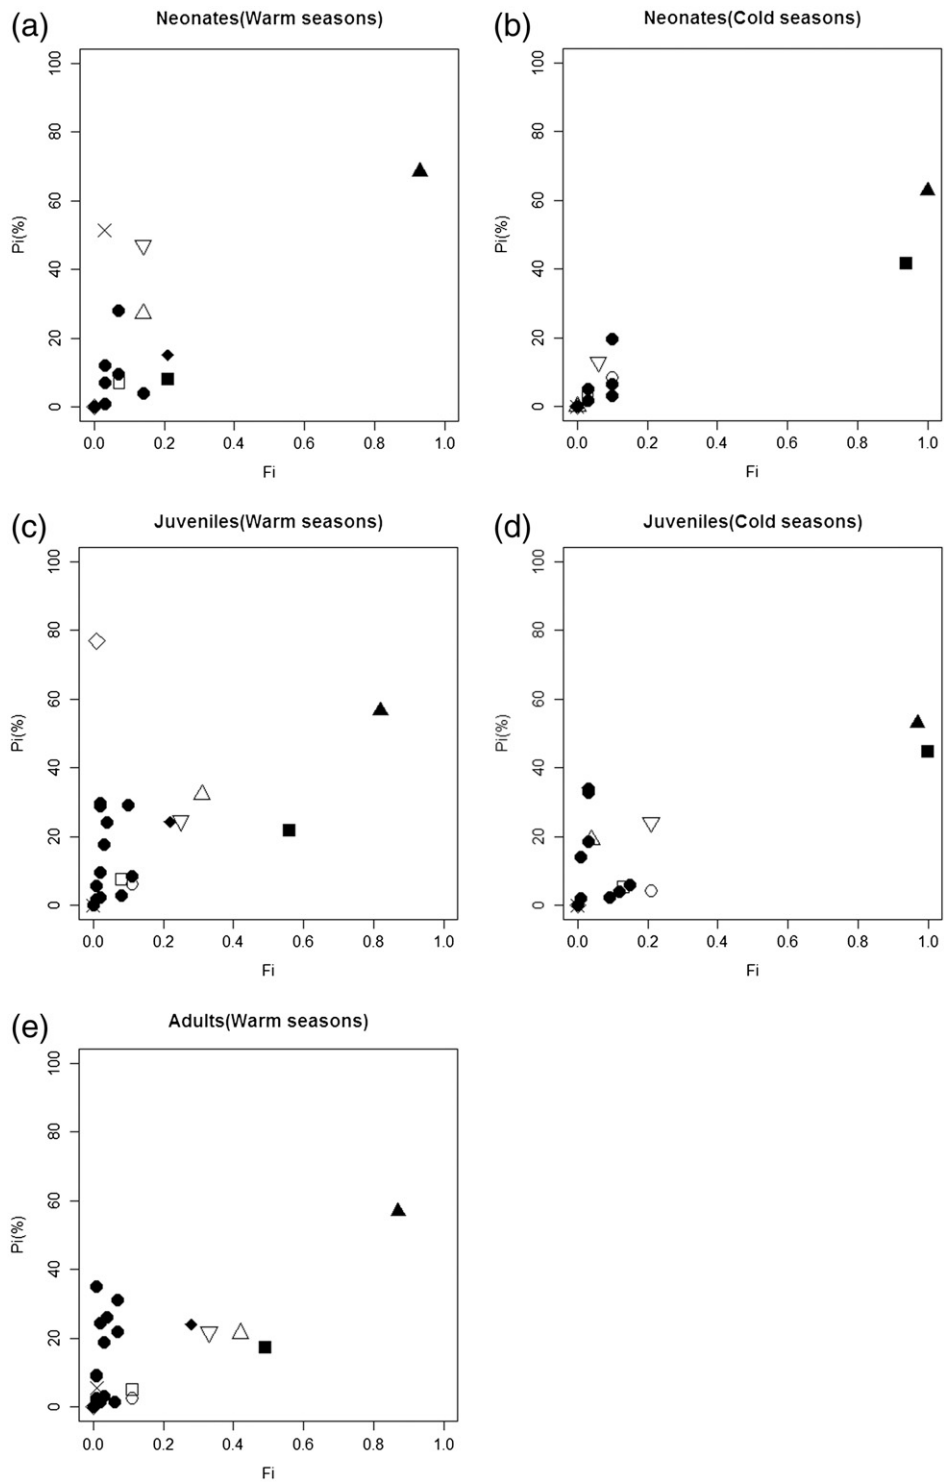 (a) Neonates(Warm seasons)
Pi(%)
100
80
60
40
20
0
0.0 0.2 0.4 0.6 0.8 1.0
Fi
(b) Neonates(Cold seasons)
Pi(%)
100
80
60
40
20
0
0.0 0.2 0.4 0.6 0.8 1.0
Fi
(c) Juveniles(Warm seasons)
Pi(%)
100
80
60
40
20
0
0.0 0.2 0.4 0.6 0.8 1.0
Fi
(d) Juveniles(Cold seasons)
Pi(%)
100
80
60
40
20
0
0.0 0.2 0.4 0.6 0.8 1.0
Fi
(e) Adults(Warm seasons)
Pi(%)
100
80
60
40
20
0
0.0 0.2 0.4 0.6 0.8 1.0
Fi